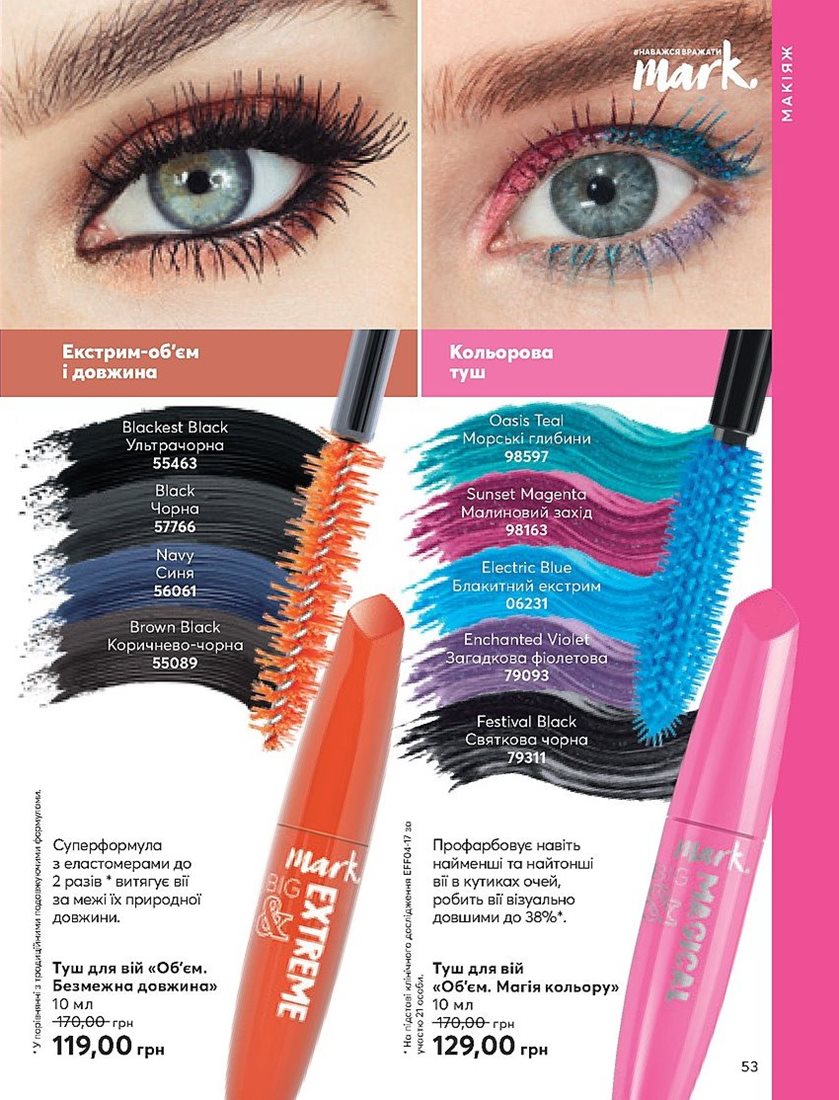 #НАВАЖСЯ ВРАЖАТИ
mark.
МАКІЯЖ
Екстрим-об'єм
і довжина
Кольорова
туш
Blackest Black
Ультрачорна
55463
Black
Чорна
57766
Navy
Синя
56061
Brown Black
Коричнево-чорна
55089
Oasis Teal
Морські глибини
98597
Sunset Magenta
Малиновий захід
98163
Electric Blue
Блакитний екстрим
06231
Enchanted Violet
Загадкова фіолетова
79093
Festival Black
Святкова чорна
79311
mark.
BIG
&
EXTREME
mark.
BIG
&
MAGICAL
Суперформула
з еластомерами до
2 разів * витягує вії
за межі їх природної
довжини.
Туш для вій «Об'єм.
Безмежна довжина»
10 мл
170,00 грн
119,00 грн
* У порівнянні з традиційними подовжуючими формулами.
Профарбовує навіть
найменші та найтонші
вії в кутиках очей,
робить вії візуально
довшими до 38%*.
Туш для вій
«Об'єм. Магія кольору»
10 мл
170,00 грн
129,00 грн
* На підставі клінічного дослідження EFF04-17 за
участю 21 особи.
53